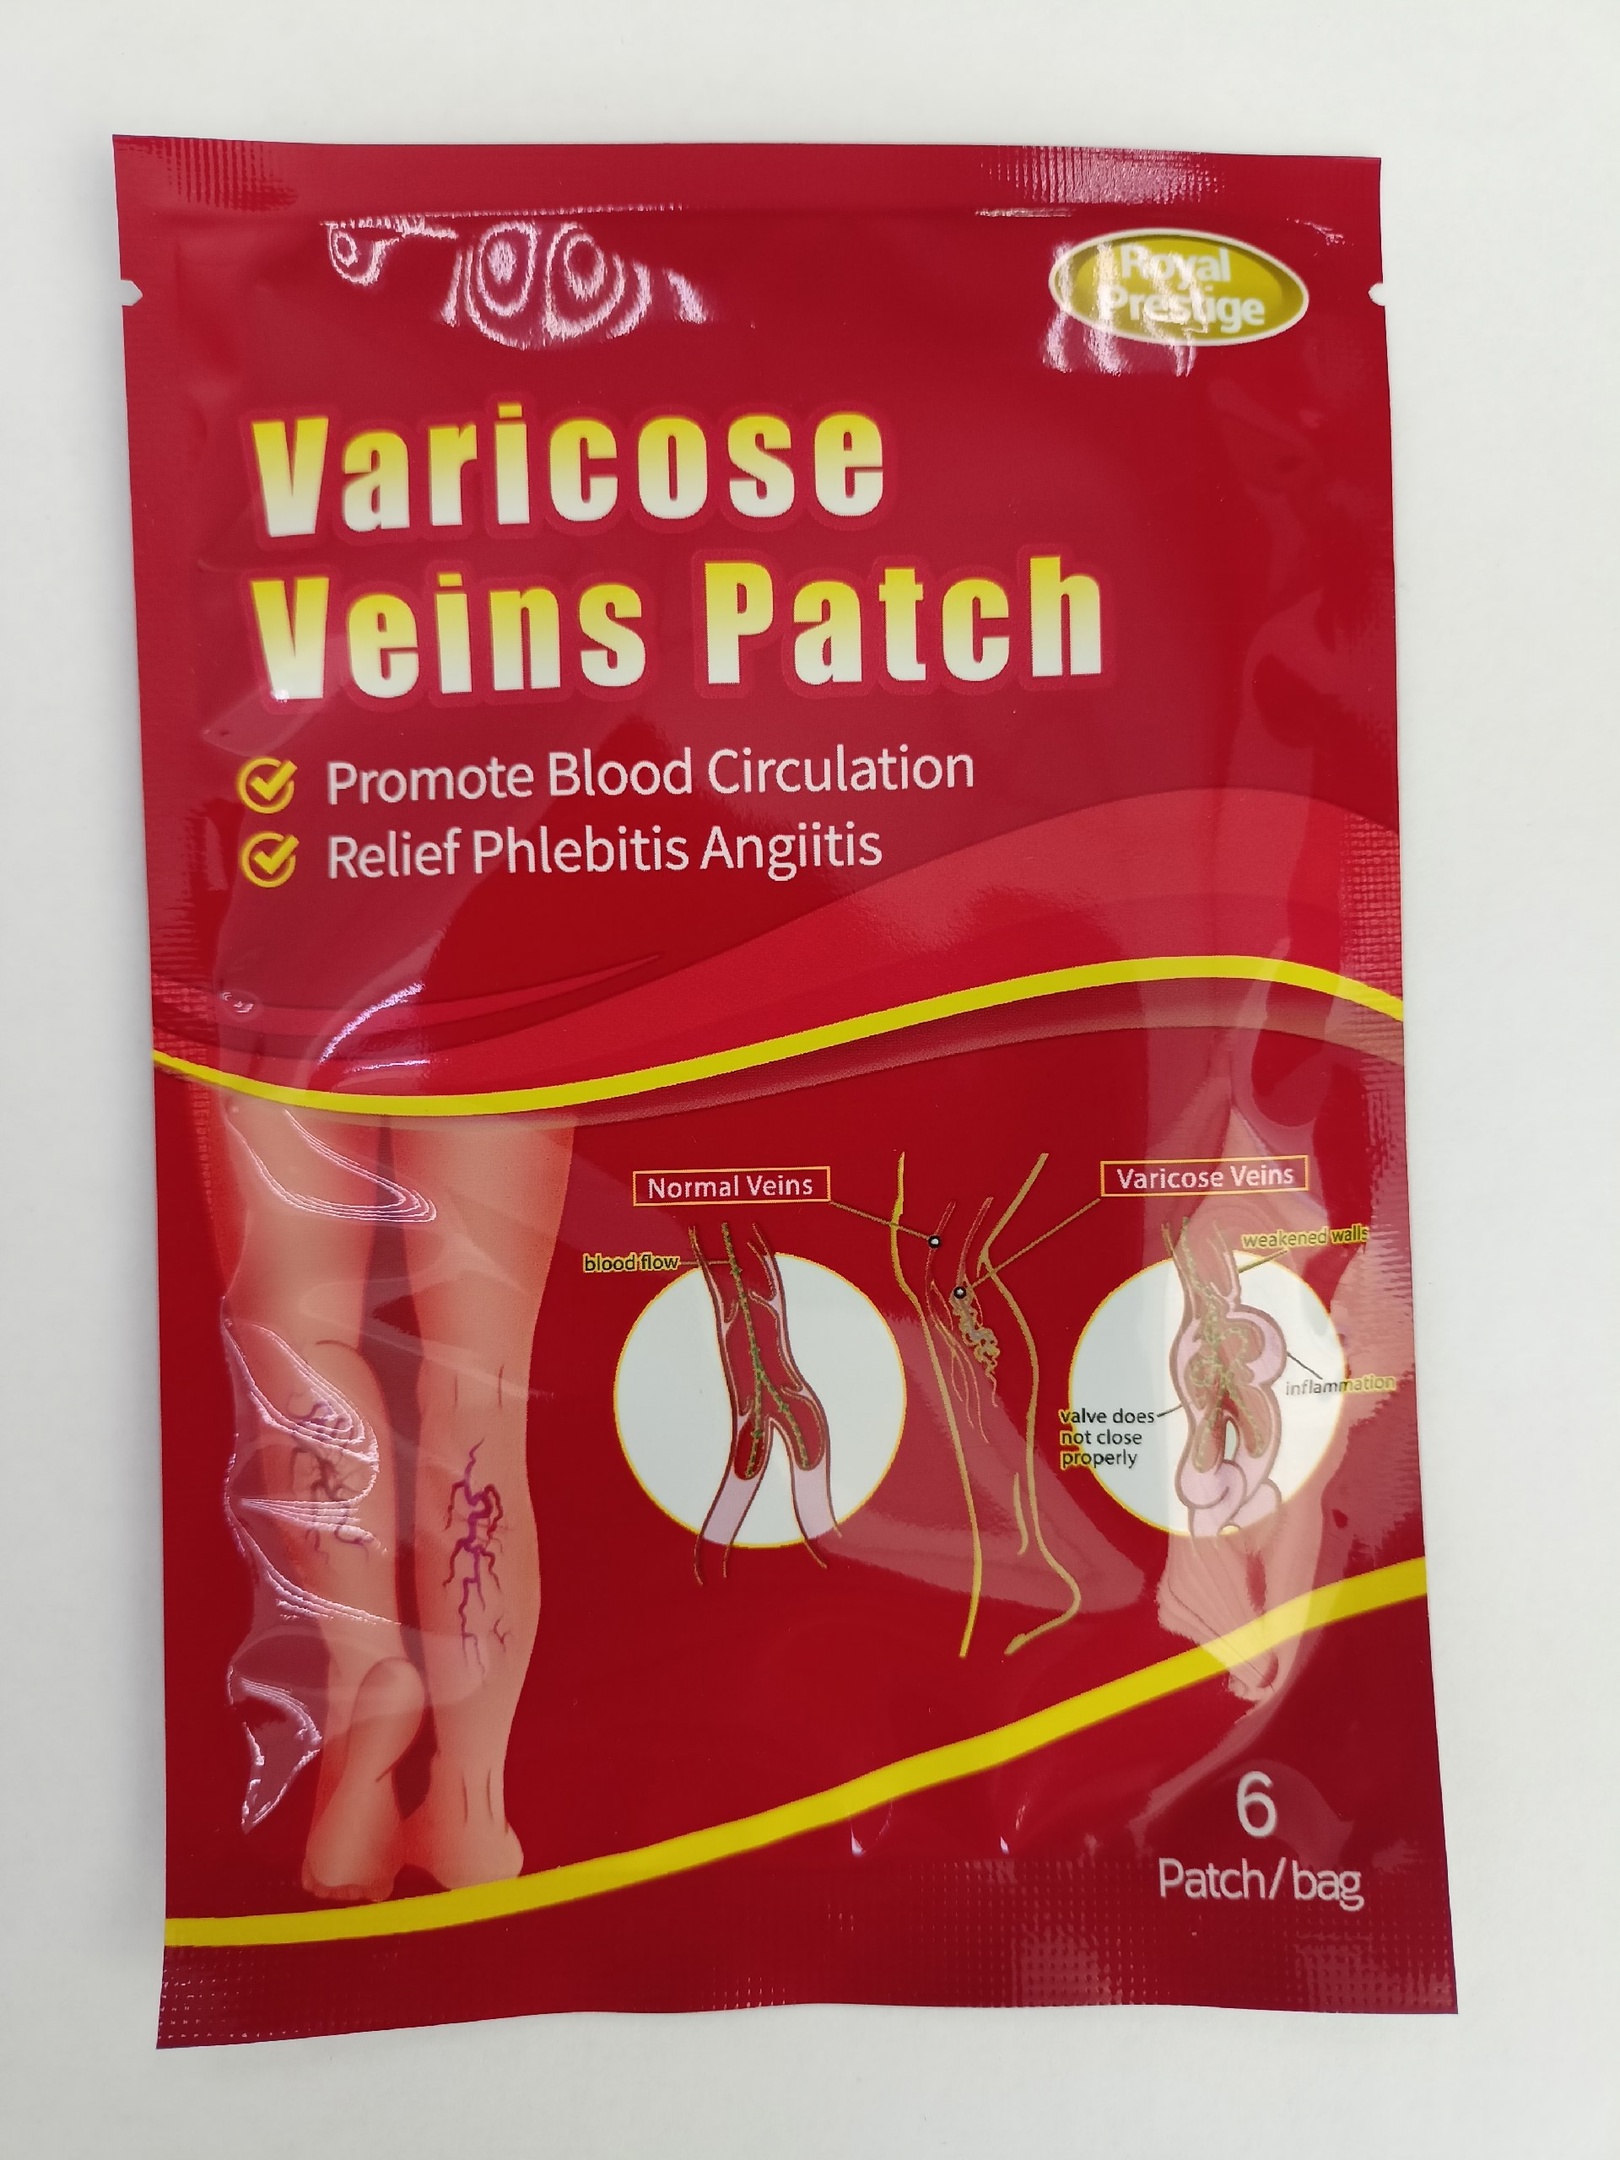 Royal
Prestige
Varicose
Veins Patch
Promote Blood Circulation
Relief Phlebitis Angiitis
Normal Veins
Varicose Veins
blood flow
weakened walls
inflammation
valve does
not close
properly
6
Patch/bag